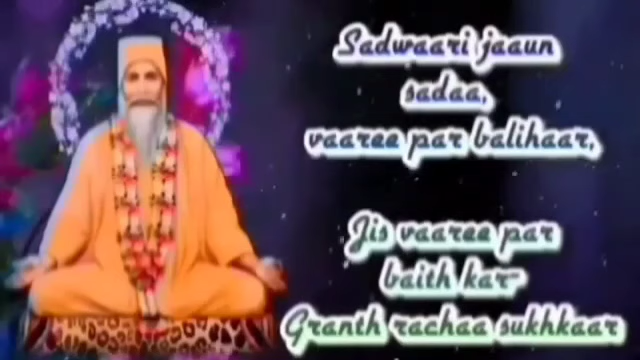 Sadwaari jaaun
sadaa,
vaaree par balihaar,
Jis vaaree par
baith kar-
Granth rachaa sukhkaar